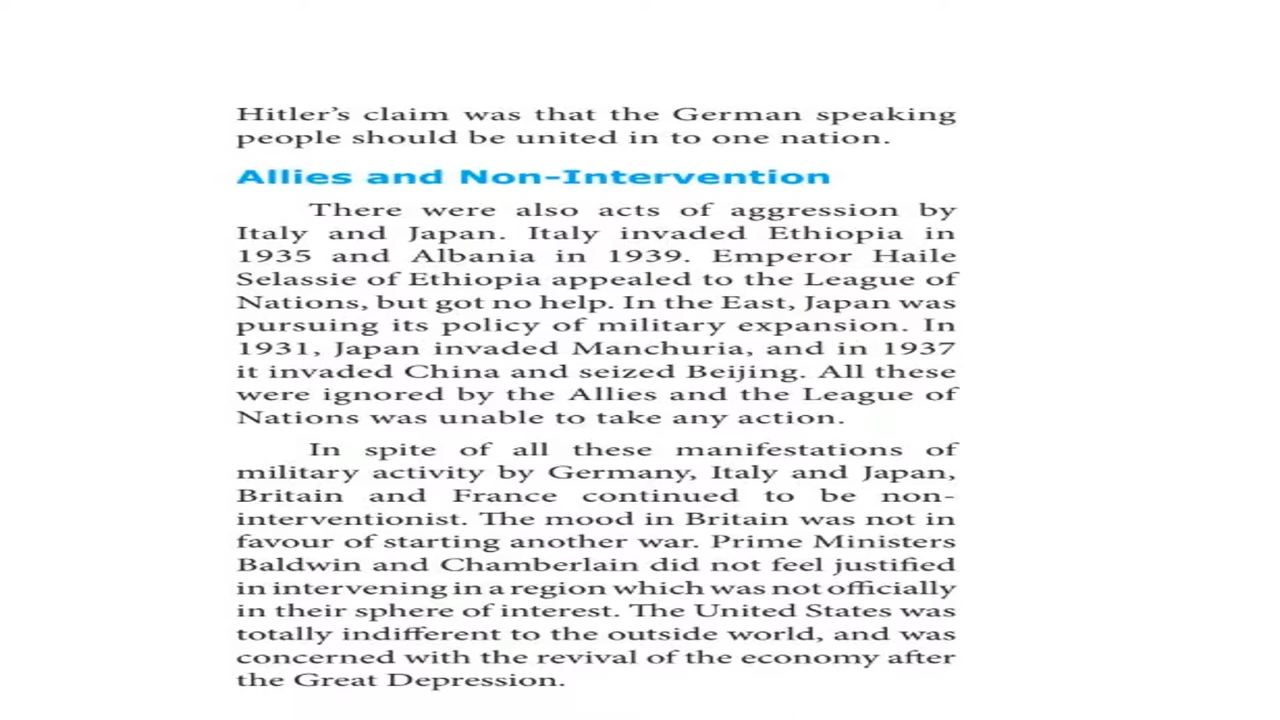 Hitler's claim was that the German speaking
people should be united in to one nation.
Allies and Non-Intervention
There were also acts of aggression by
Italy and Japan. Italy invaded Ethiopia in
1935 and Albania in 1939. Emperor Haile
Selassie of Ethiopia appealed to the League of
Nations, but got no help. In the East, Japan was
pursuing its policy of military expansion. In
1931, Japan invaded Manchuria, and in 1937
it invaded China and seized Beijing. All these
were ignored by the Allies and the League of
Nations was unable to take any action.
In spite of all these manifestations of
military activity by Germany, Italy and Japan,
Britain and France continued to be non-
interventionist. The mood in Britain was not in
favour of starting another war. Prime Ministers
Baldwin and Chamberlain did not feel justified
in intervening in a region which was not officially
in their sphere of interest. The United States was
totally indifferent to the outside world, and was
concerned with the revival of the economy after
the Great Depression.